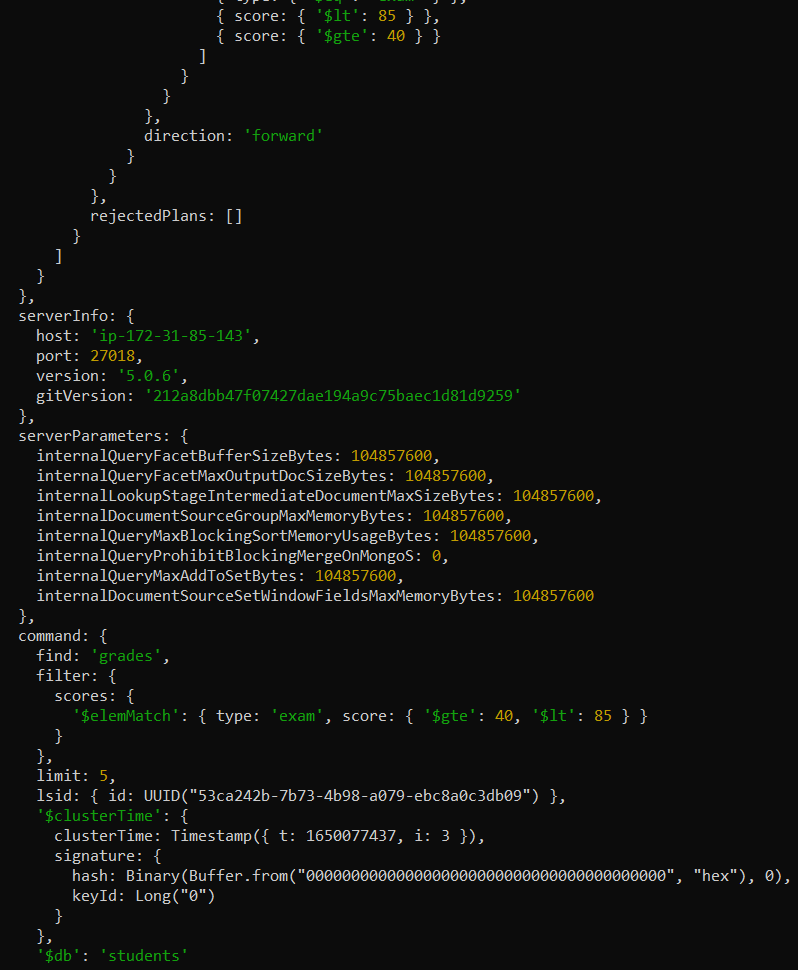 { score: { '$lt': 85 } },
{ score: { '$gte': 40 } }
]
}
}
},
direction: 'forward'
}
}
},
rejectedPlans: []
}
]
}
},
serverInfo: {
host: 'ip-172-31-85-143',
port: 27018,
version: '5.0.6',
gitVersion: '212a8dbb47f07427dae194a9c75baec1d81d9259'
},
serverParameters: {
internalQueryFacetBufferSizeBytes: 104857600,
internalQueryFacetMaxOutputDocSizeBytes: 104857600,
internalLookupStageIntermediateDocumentMaxSizeBytes: 104857600,
internalDocumentSourceGroupMaxMemoryBytes: 104857600,
internalQueryMaxBlockingSortMemoryUsageBytes: 104857600,
internalQueryProhibitBlockingMergeOnMongoS: 0,
internalQueryMaxAddToSetBytes: 104857600,
internalDocumentSourceSetWindowFieldsMaxMemoryBytes: 104857600
},
command: {
find: 'grades',
filter: {
scores: {
'$elemMatch': { type: 'exam', score: { '$gte': 40, '$lt': 85 } }
}
},
limit: 5,
lsid: { id: UUID("53ca242b-7b73-4b98-a079-ebc8a0c3db09") },
'$clusterTime': {
clusterTime: Timestamp({ t: 1650077437, i: 3 }),
signature: {
hash: Binary(Buffer.from("0000000000000000000000000000000000000000", "hex"), 0),
keyId: Long("0")
}
},
'$db': 'students'